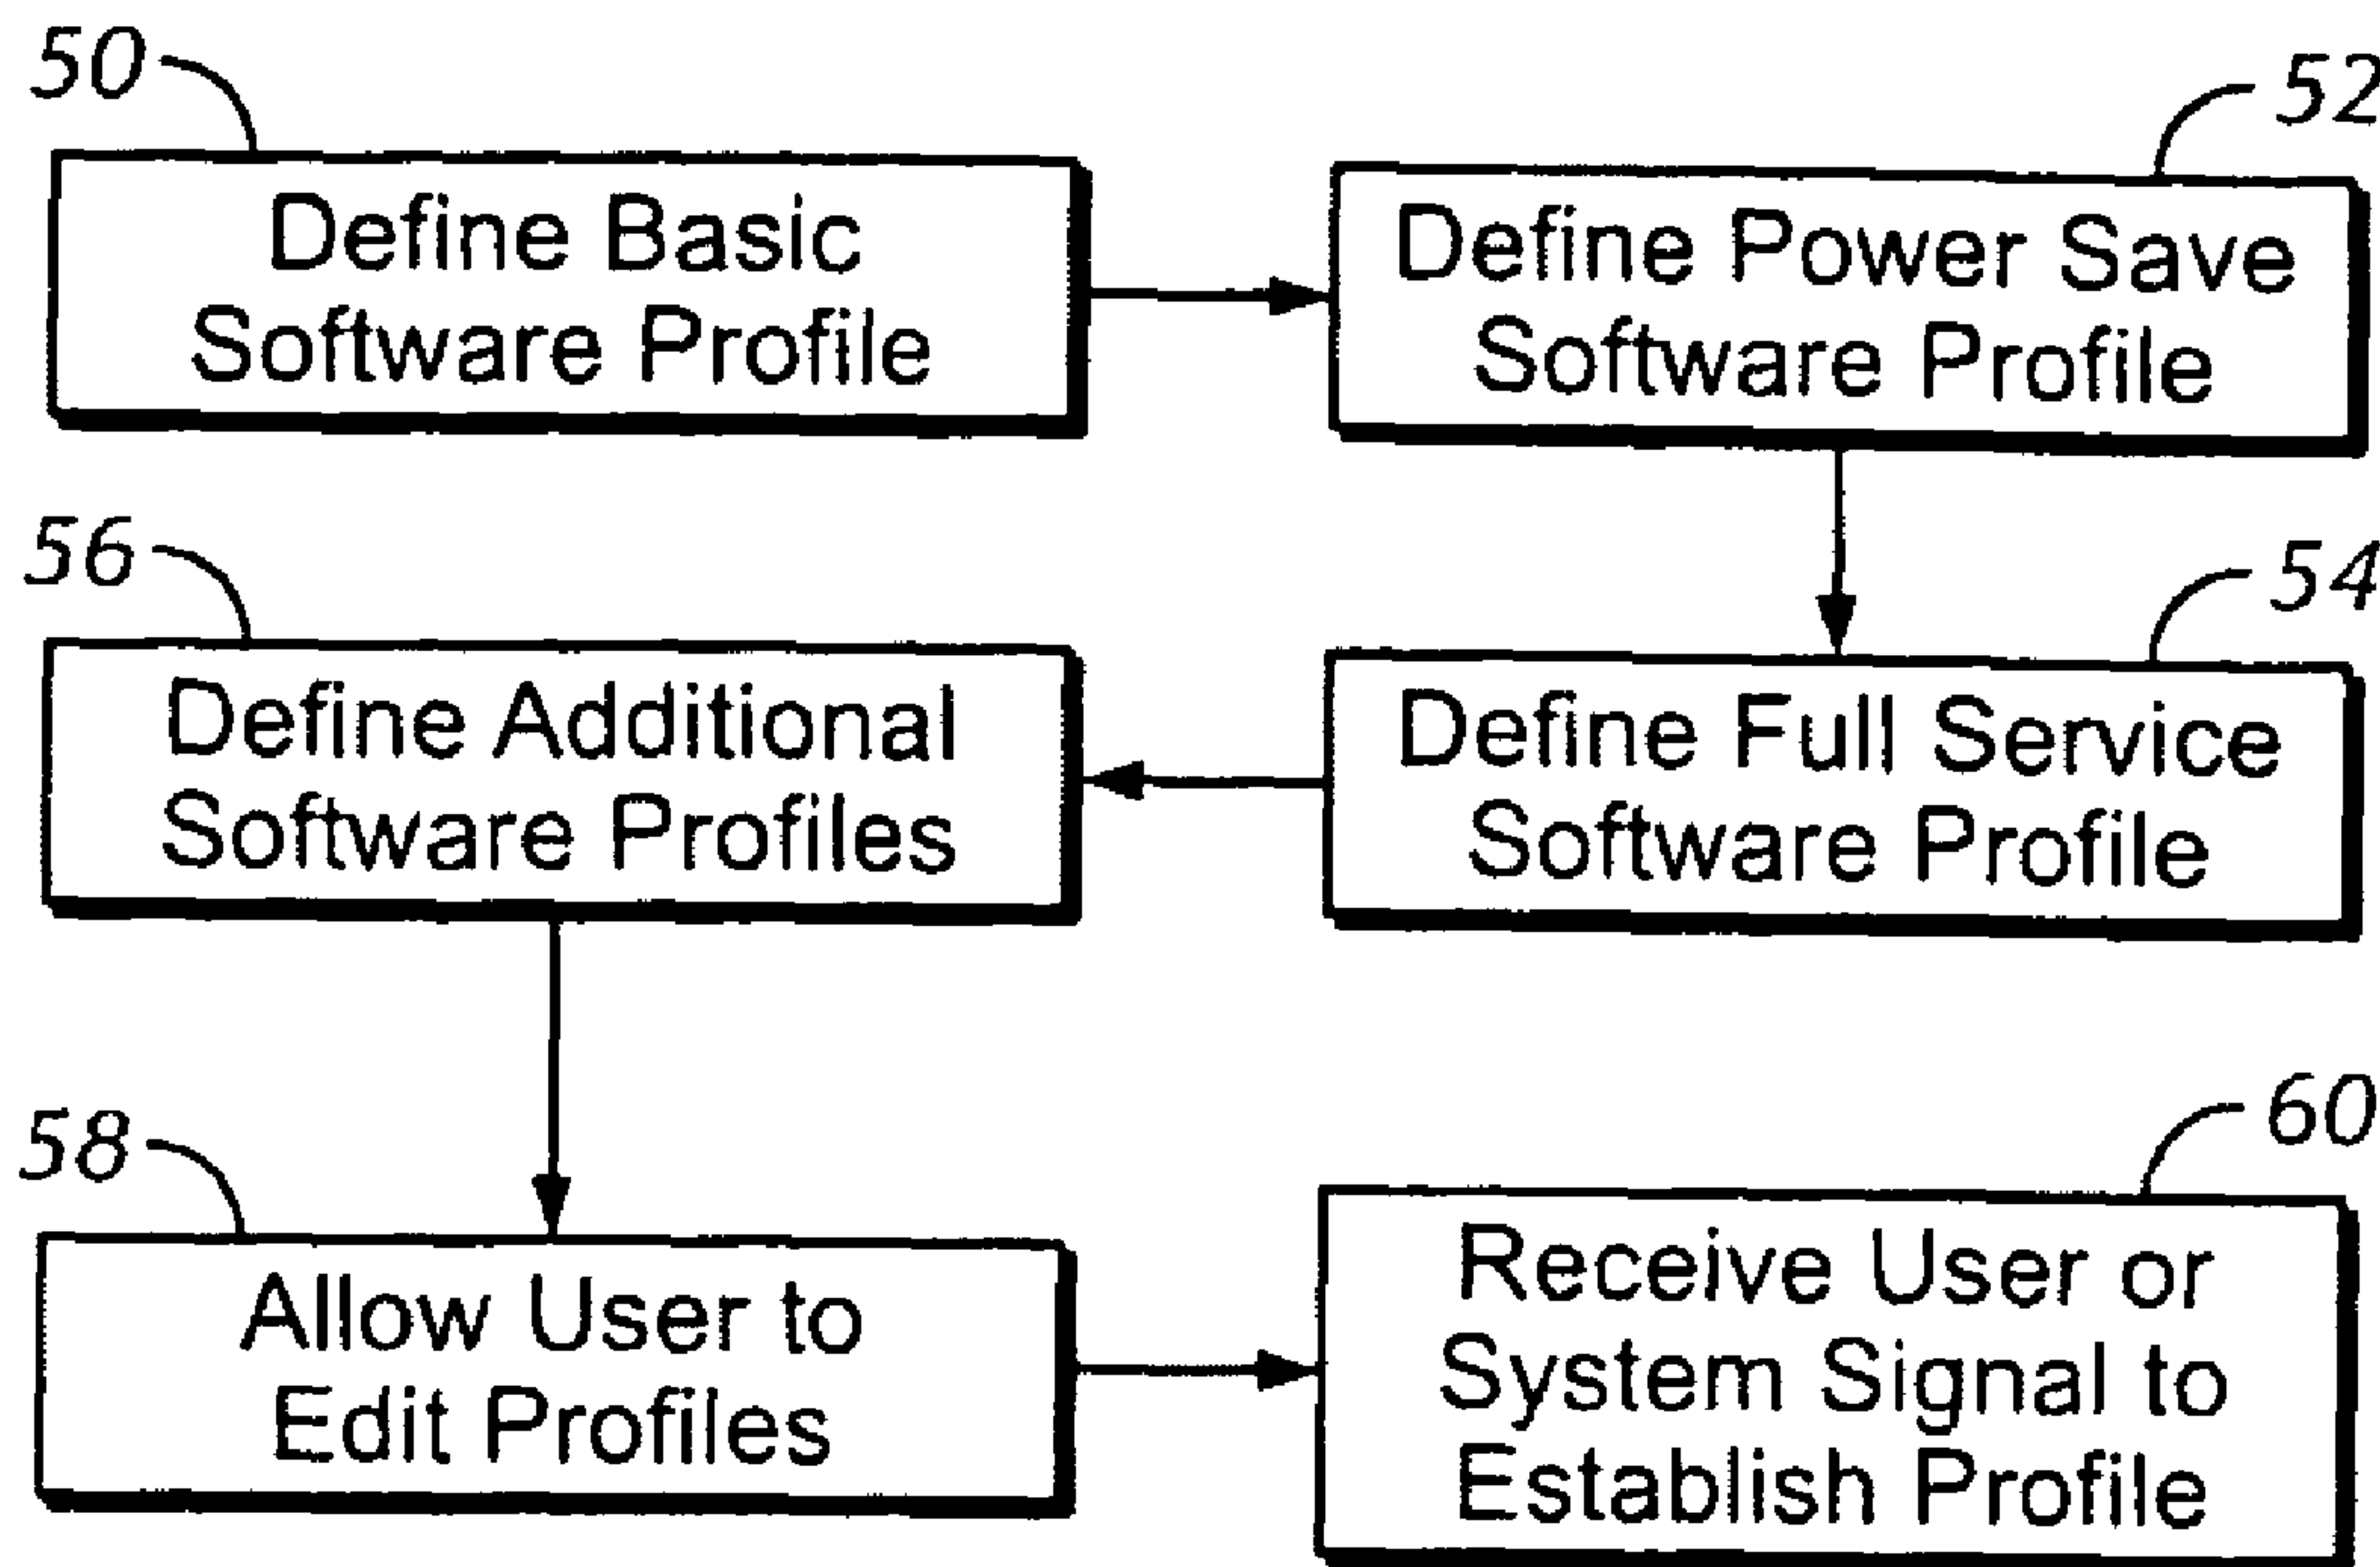 50
Define Basic
Software Profile
52
Define Power Save
Software Profile
54
Define Full Service
Software Profile
56
Define Additional
Software Profiles
58
Allow User to
Edit Profiles
60
Receive User or
System Signal to
Establish Profile